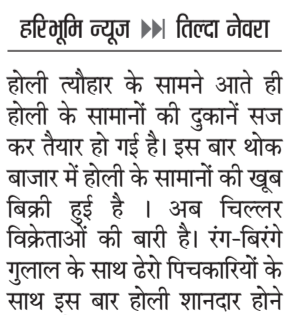 हरिभूमि न्यूज ▶▶| तिल्दा नेवरा
होली त्यौहार के सामने आते ही
होली के सामानों की दुकानें सज
कर तैयार हो गई है। इस बार थोक
बाजार में होली के सामानों की खूब
बिक्री हुई है । अब चिल्लर
विक्रेताओं की बारी है। रंग-बिरंगे
गुलाल के साथ ढेरो पिचकारियों के
साथ इस बार होली शानदार होने